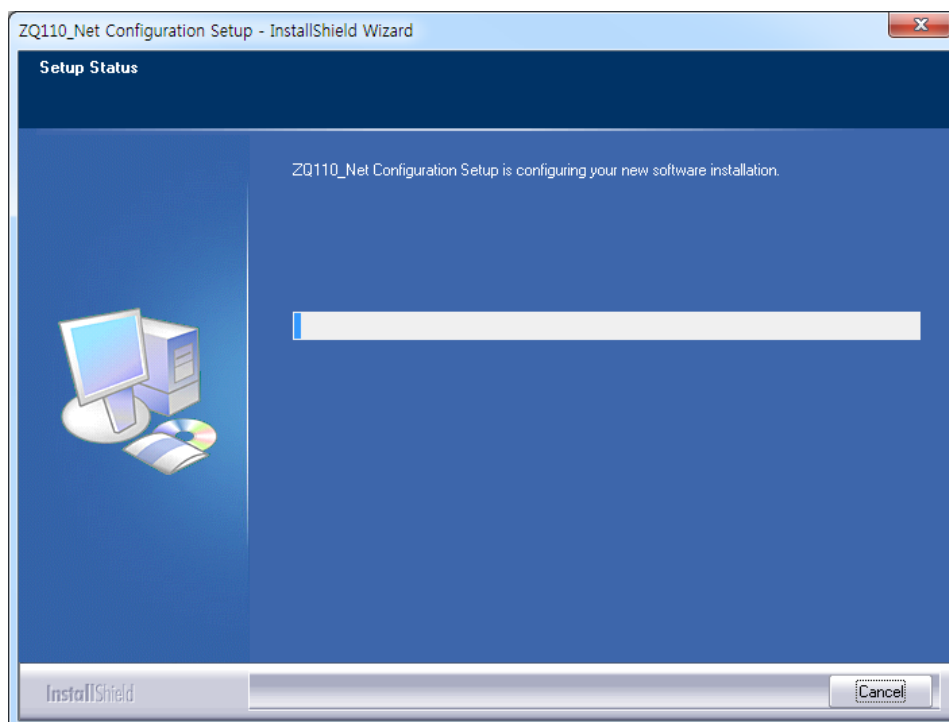 ZQ110_Net Configuration Setup - InstallShield Wizard
Setup Status
ZQ110_Net Configuration Setup is configuring your new software installation.
InstallShield
Cancel